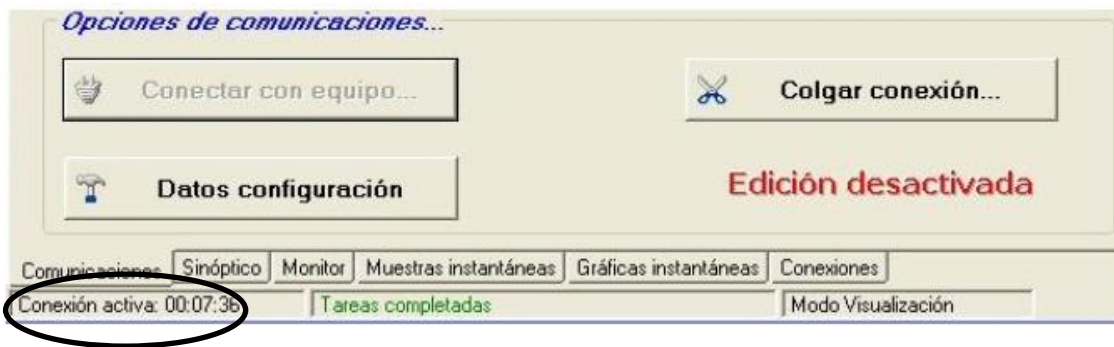 Opciones de comunicaciones...
Conectar con equipo... Colgar conexión...
Datos configuración Edición desactivada
Comunicaciones Sinóptico Monitor Muestras instantáneas Gráficas instantáneas Conexiones
Conexión activa: 00:07:36 Tareas completadas Modo Visualización